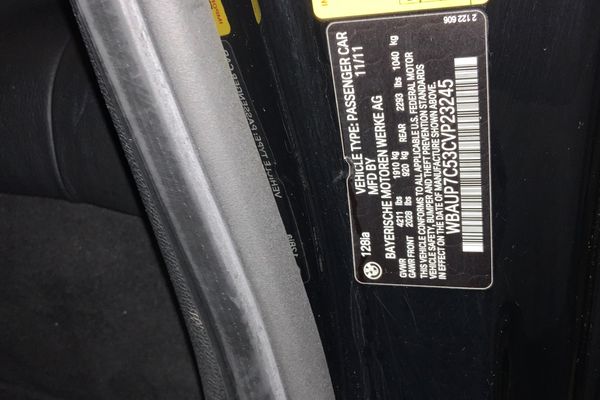 2 122 606
VEHICLE TYPE: PASSENGER CAR
128ia
MFD BY 11/11
BAYERISCHE MOTOREN WERKE AG
GVWR 4211 lbs 1910 kg
GAWR FRONT 2028 lbs 920 kg REAR 2293 lbs 1040 kg
THIS VEHICLE CONFORMS TO ALL APPLICABLE U.S. FEDERAL MOTOR
VEHICLE SAFETY, BUMPER AND THEFT PREVENTION STANDARDS
IN EFFECT ON THE DATE OF MANUFACTURE SHOWN ABOVE.
WBAUP7C53CVP23245